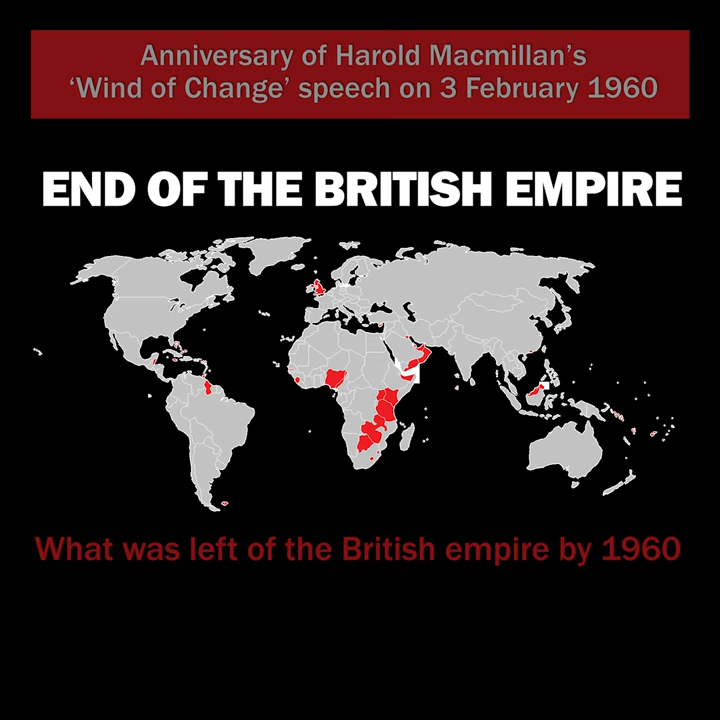 Anniversary of Harold Macmillan’s
‘Wind of Change’ speech on 3 February 1960
END OF THE BRITISH EMPIRE
What was left of the British empire by 1960